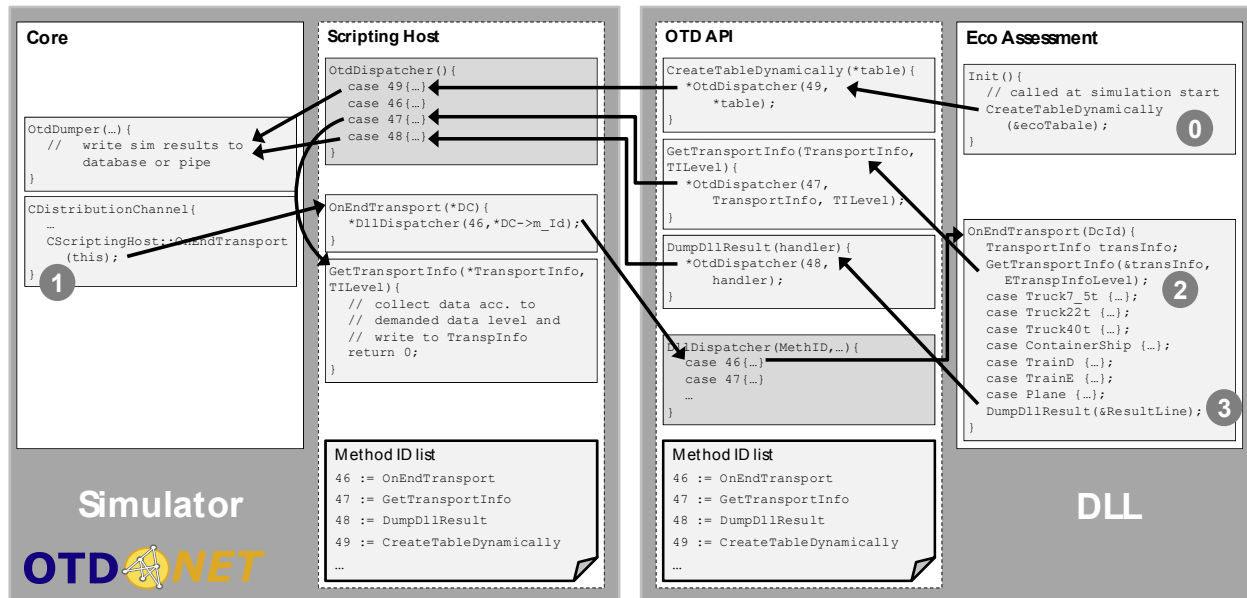 Core
OtdDumper(…){
// write sim results to
database or pipe
}
CDistributionChannel{
…
CScriptingHost::OnEndTransport
(this);
}
1
Simulator
OTD NET
Scripting Host
OtdDispatcher(){
case 49{…}
case 46{…}
case 47{…}
case 48{…}
}
OnEndTransport(*DC){
*DllDispatcher(46,*DC->m_Id);
}
GetTransportInfo(*TransportInfo,
TILevel){
// collect data acc. to
// demanded data level and
// write to TranspInfo
return 0;
}
Method ID list
46 := OnEndTransport
47 := GetTransportInfo
48 := DumpDllResult
49 := CreateTableDynamically
…
OTD API
CreateTableDynamically(*table){
*OtdDispatcher(49,
*table);
}
GetTransportInfo(TransportInfo,
TILevel){
*OtdDispatcher(47,
TransportInfo, TILevel);
}
DumpDllResult(handler){
*OtdDispatcher(48,
handler);
}
DllDispatcher(MethID,…){
case 46{…}
case 47{…}
…
}
Method ID list
46 := OnEndTransport
47 := GetTransportInfo
48 := DumpDllResult
49 := CreateTableDynamically
…
Eco Assessment
Init(){
// called at simulation start
CreateTableDynamically
(&ecoTabale);
}
0
OnEndTransport(DcId){
TransportInfo transInfo;
GetTransportInfo(&transInfo,
ETranspInfoLevel);
case Truck7_5t {…};
case Truck22t {…};
case Truck40t {…};
case ContainerShip {…};
case TrainD {…};
case TrainE {…};
case Plane {…};
DumpDllResult(&ResultLine);
}
2
3
DLL